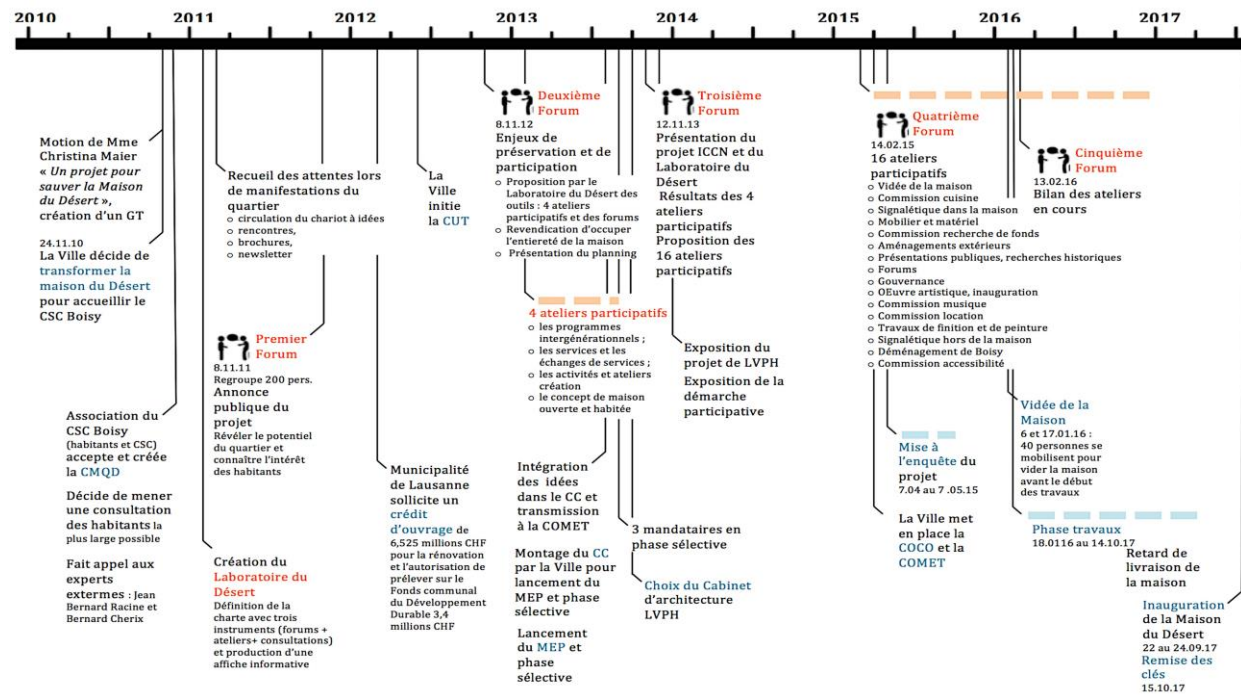 2010 2011 2012 2013 2014 2015 2016 2017
Motion de Mme
Christina Maier
« Un projet pour
sauver la Maison
du Désert »,
création d'un GT
24.11.10
La Ville décide de
transformer la
maison du Désert
pour accueillir le
CSC Boisy
Association du
CSC Boisy
(habitants et CSC)
accepte et créée
la CMQD
Décide de mener
une consultation
des habitants la
plus large possible
Fait appel aux
experts
extermes : Jean
Bernard Racine et
Bernard Cherix
Recueil des attentes lors
de manifestations du
quartier
o circulation du chariot à idées
o rencontres,
o brochures,
o newsletter
Premier
Forum
8.11.11
Regroupe 200 pers.
Annonce
publique du
projet
Révéler le potentiel
du quartier et
connaître l'intérêt
des habitants
Création du
Laboratoire du
Désert
Définition de la
charte avec trois
instruments (forums +
ateliers+ consultations)
et production d'une
affiche informative
La
Ville
initie
la CUT
Municipalité
de Lausanne
sollicite un
crédit
d'ouvrage de
6,525 millions CHF
pour la rénovation
et l'autorisation de
prélever sur le
Fonds communal
du Développement
Durable 3,4
millions CHF
Deuxième
Forum
8.11.12
Enjeux de
préservation et de
participation
o Proposition par le
Laboratoire du Désert des
outils : 4 ateliers
participatifs et des forums
o Revendication d'occuper
l'entiereté de la maison
o Présentation du planning
4 ateliers participatifs
o les programmes
intergénérationnels ;
o les services et les
échanges de services ;
o les activités et ateliers
création
o le concept de maison
ouverte et habitée
Intégration
des idées
dans le CC et
transmission
à la COMET
Montage du CC
par la Ville pour
lancement du
MEP et phase
sélective
Lancement
du MEP et
phase
sélective
Troisième
Forum
12.11.13
Présentation du
projet ICCN et du
Laboratoire du
Désert
Résultats des 4
ateliers
participatifs
Proposition des
16 ateliers
participatifs
Exposition du
projet de LVPH
Exposition de la
démarche
participative
3 mandataires en
phase sélective
Choix du Cabinet
d'architecture
LVPH
Quatrième
Forum
14.02.15
16 ateliers
participatifs
o Vidée de la maison
o Commission cuisine
o Signalétique dans la maison
o Mobilier et matériel
o Commission recherche de fonds
o Aménagements extérieurs
o Présentations publiques, recherches historiques
o Forums
o Gouvernance
o OEuvre artistique, inauguration
o Commission musique
o Commission location
o Travaux de finition et de peinture
o Signalétique hors de la maison
o Déménagement de Boisy
o Commission accessibilité
Mise à
l'enquête du
projet
7.04 au 7 .05.15
La Ville met
en place la
COCO et la
COMET
Cinquième
Forum
13.02.16
Bilan des ateliers
en cours
Vidée de la
Maison
6 et 17.01.16 :
40 personnes se
mobilisent pour
vider la maison
avant le début
des travaux
Phase travaux
18.0116 au 14.10.17
Retard de
livraison de
la maison
Inauguration
de la Maison
du Désert
22 au 24.09.17
Remise des
clés
15.10.17